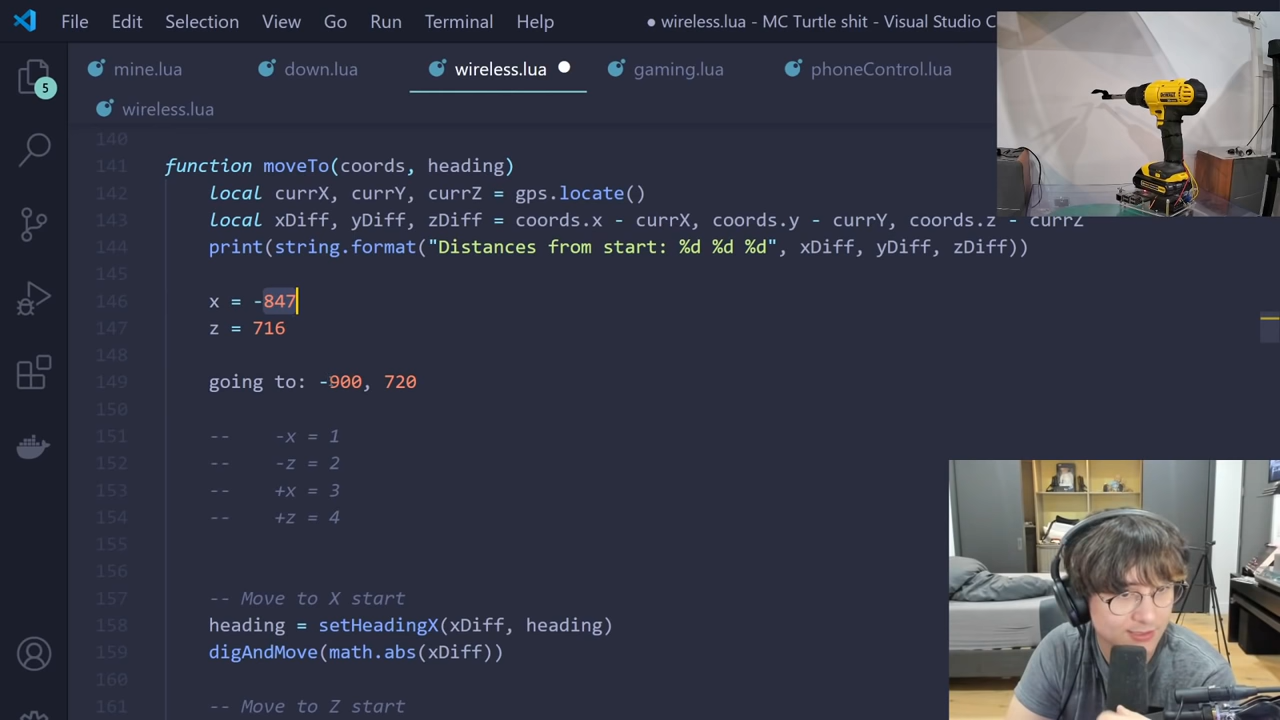 File Edit Selection View Go Run Terminal Help
● wireless.lua - MC Turtle shit - Visual Studio C
mine.lua down.lua wireless.lua gaming.lua phoneControl.lua
wireless.lua
5
140
141 function moveTo(coords, heading)
142 local currX, currY, currZ = gps.locate()
143 local xDiff, yDiff, zDiff = coords.x - currX, coords.y - currY, coords.z - currZ
144 print(string.format("Distances from start: %d %d %d", xDiff, yDiff, zDiff))
145
146 x = -847
147 z = 716
148
149 going to: -900, 720
150
151 -- -x = 1
152 -- -z = 2
153 -- +x = 3
154 -- +z = 4
155
156
157 -- Move to X start
158 heading = setHeadingX(xDiff, heading)
159 digAndMove(math.abs(xDiff))
160
161 -- Move to Z start